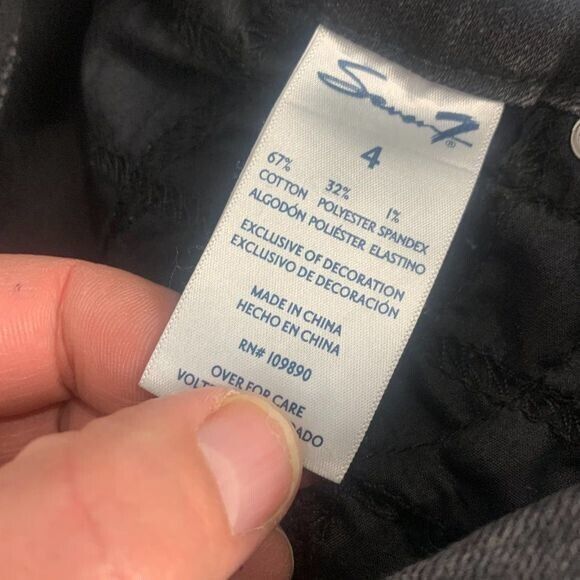 Seven7®
4
67% 32% 1%
COTTON POLYESTER SPANDEX
ALGODÓN POLIÉSTER ELASTINO
EXCLUSIVE OF DECORATION
EXCLUSIVO DE DECORACIÓN
MADE IN CHINA
HECHO EN CHINA
RN# 109890
OVER FOR CARE